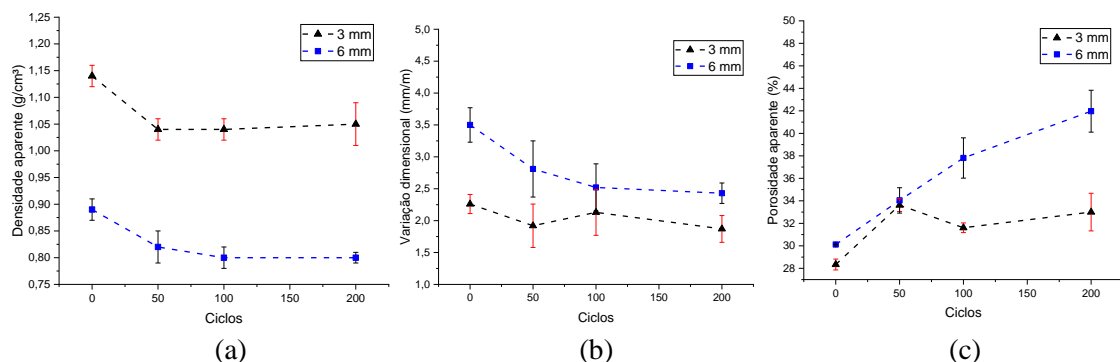 Densidade aparente (g/cm³)
1,25
1,20
1,15
1,10
1,05
1,00
0,95
0,90
0,85
0,80
0,75
0 50 100 150 200
Ciclos
3 mm
6 mm
(a)
Variação dimensional (mm/m)
5,0
4,5
4,0
3,5
3,0
2,5
2,0
1,5
1,0
0 50 100 150 200
Ciclos
3 mm
6 mm
(b)
Porosidade aparente (%)
50
48
46
44
42
40
38
36
34
32
30
28
0 50 100 150 200
Ciclos
3 mm
6 mm
(c)